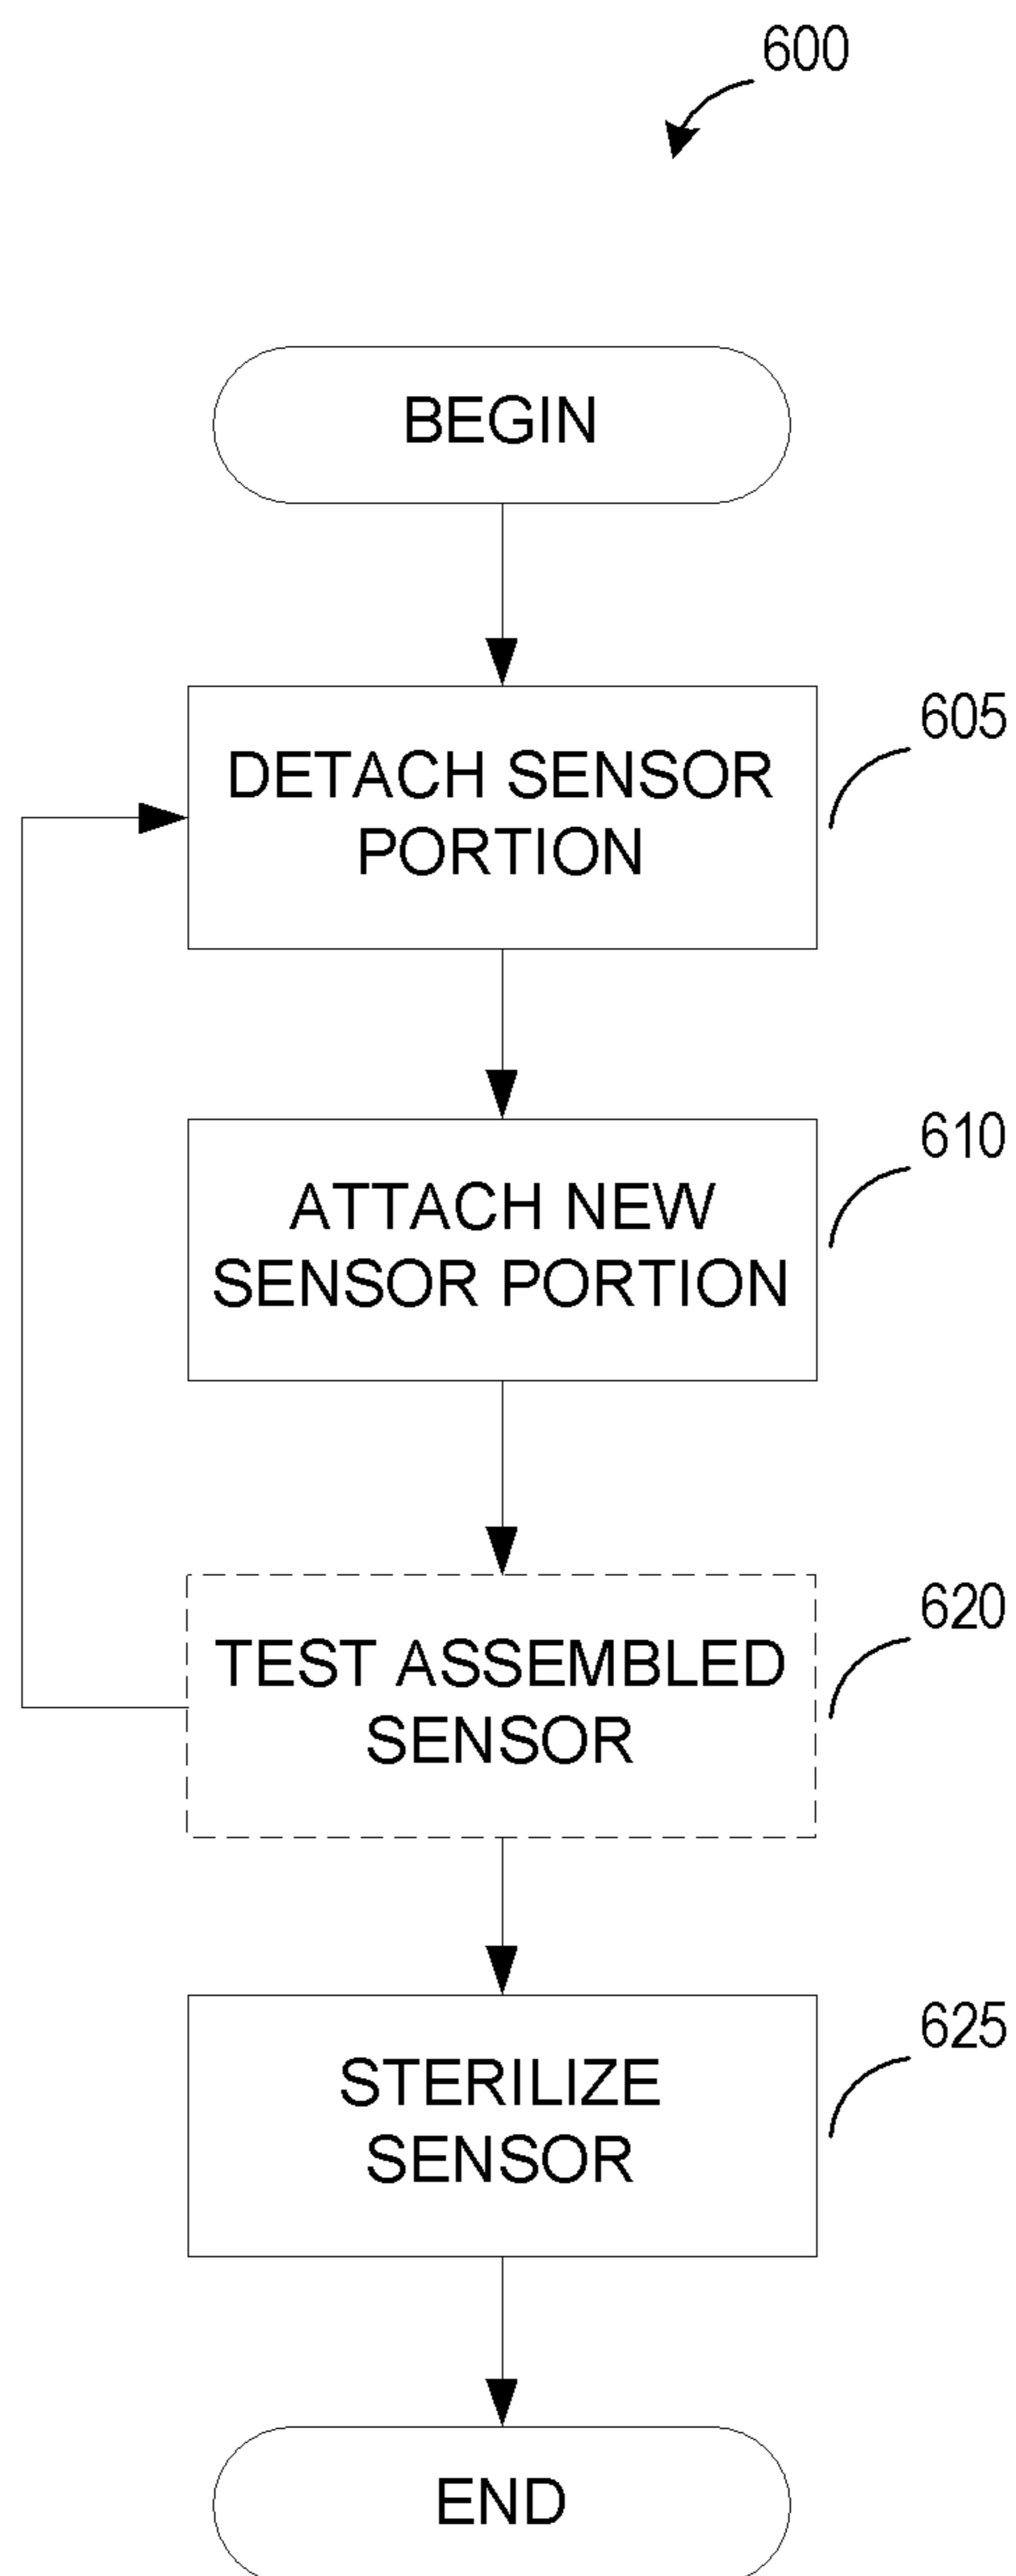 600
BEGIN
DETACH SENSOR
PORTION
605
ATTACH NEW
SENSOR PORTION
610
TEST ASSEMBLED
SENSOR
620
STERILIZE
SENSOR
625
END